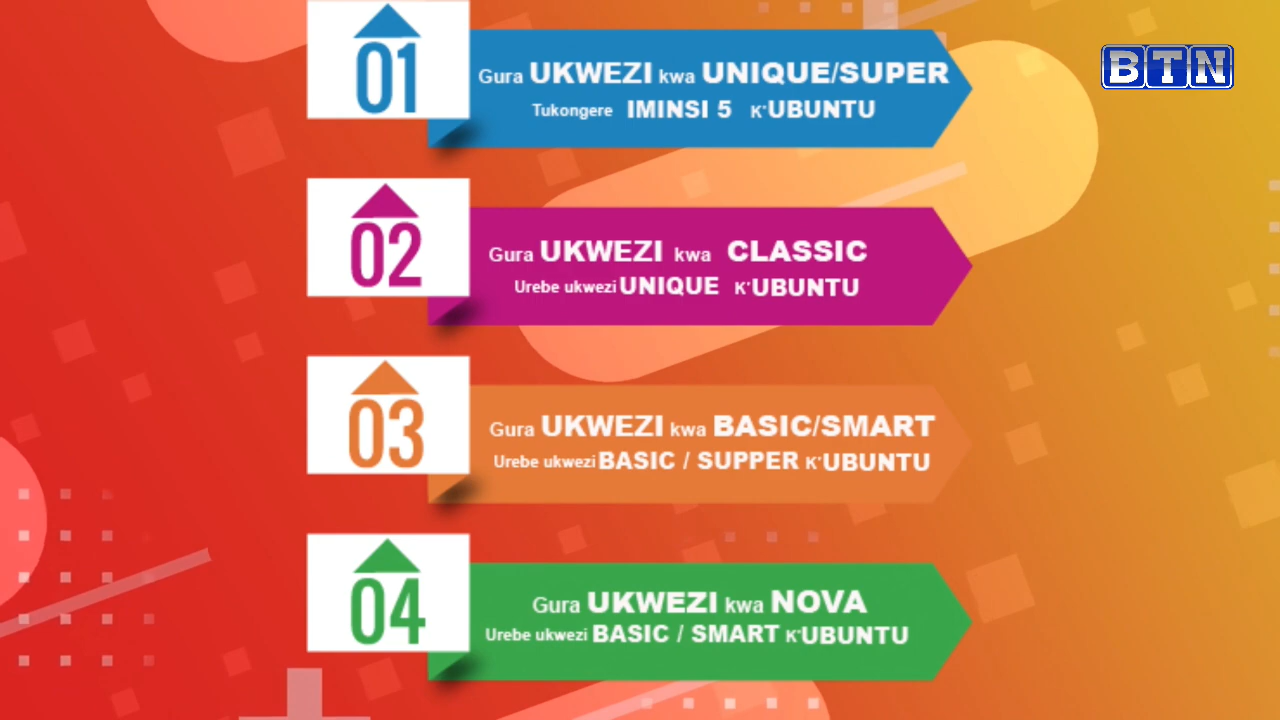 BTN
01
Gura UKWEZI kwa UNIQUE/SUPER
Tukongere IMINSI 5 K'UBUNTU
02
Gura UKWEZI kwa CLASSIC
Urebe ukwezi UNIQUE K'UBUNTU
03
Gura UKWEZI kwa BASIC/SMART
Urebe ukwezi BASIC / SUPPER K'UBUNTU
04
Gura UKWEZI kwa NOVA
Urebe ukwezi BASIC / SMART K'UBUNTU